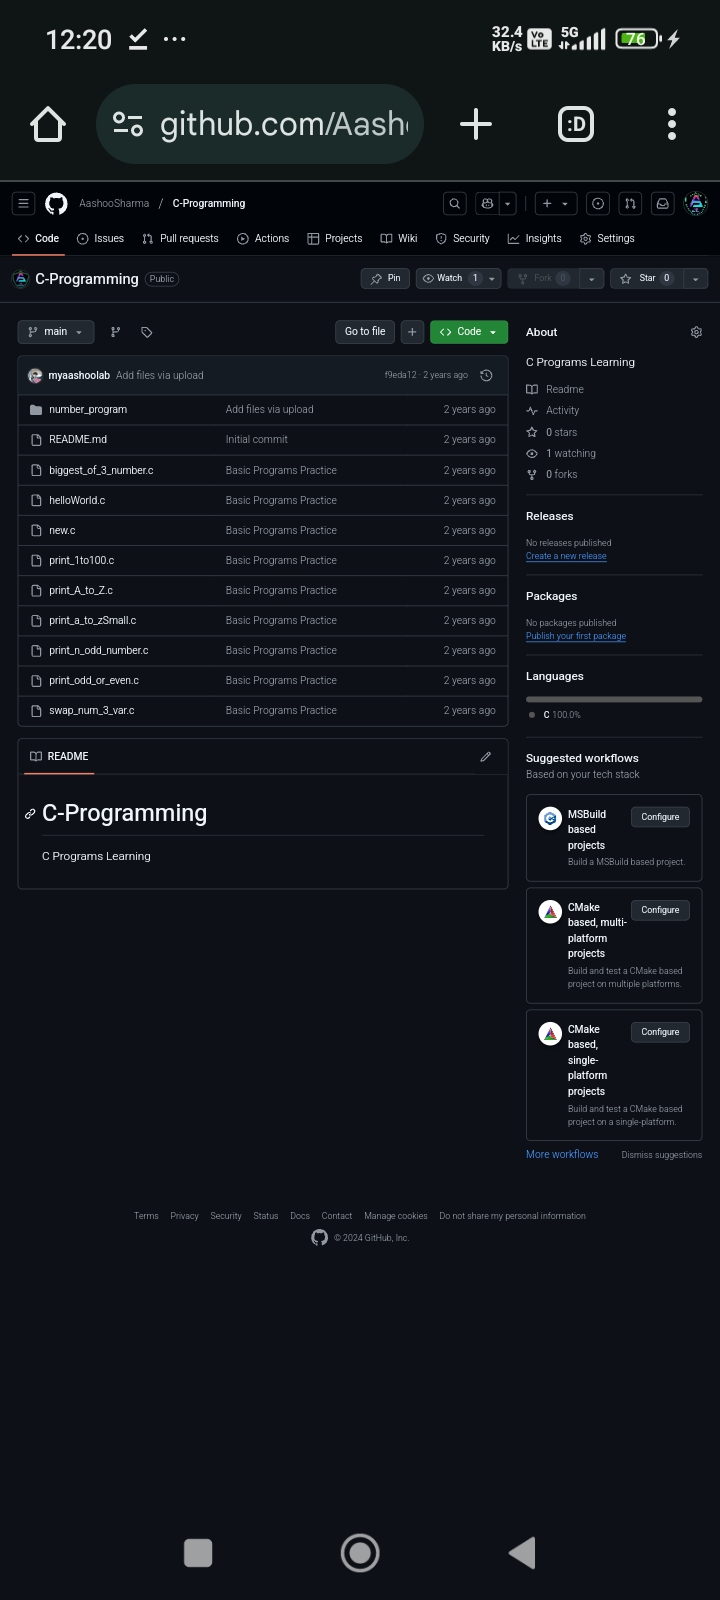 12:20 32.4 KB/s Vo LTE 5G 76
github.com/Aash
:D
AashooSharma / C-Programming
Code Issues Pull requests Actions Projects Wiki Security Insights Settings
C-Programming Public Pin Watch 1 Fork 0 Star 0
main Go to file Code
myaashoolab Add files via upload f9eda12 · 2 years ago
number_program Add files via upload 2 years ago
README.md Initial commit 2 years ago
biggest_of_3_number.c Basic Programs Practice 2 years ago
helloWorld.c Basic Programs Practice 2 years ago
new.c Basic Programs Practice 2 years ago
print_1to100.c Basic Programs Practice 2 years ago
print_A_to_Z.c Basic Programs Practice 2 years ago
print_a_to_zSmall.c Basic Programs Practice 2 years ago
print_n_odd_number.c Basic Programs Practice 2 years ago
print_odd_or_even.c Basic Programs Practice 2 years ago
swap_num_3_var.c Basic Programs Practice 2 years ago
README
C-Programming
C Programs Learning
About
C Programs Learning
Readme
Activity
0 stars
1 watching
0 forks
Releases
No releases published
Create a new release
Packages
No packages published
Publish your first package
Languages
C 100.0%
Suggested workflows
Based on your tech stack
MSBuild Configure
based
projects
Build a MSBuild based project.
CMake Configure
based, multi-
platform
projects
Build and test a CMake based
project on multiple platforms.
CMake Configure
based,
single-
platform
projects
Build and test a CMake based
project on a single-platform.
More workflows Dismiss suggestions
Terms Privacy Security Status Docs Contact Manage cookies Do not share my personal information
© 2024 GitHub, Inc.